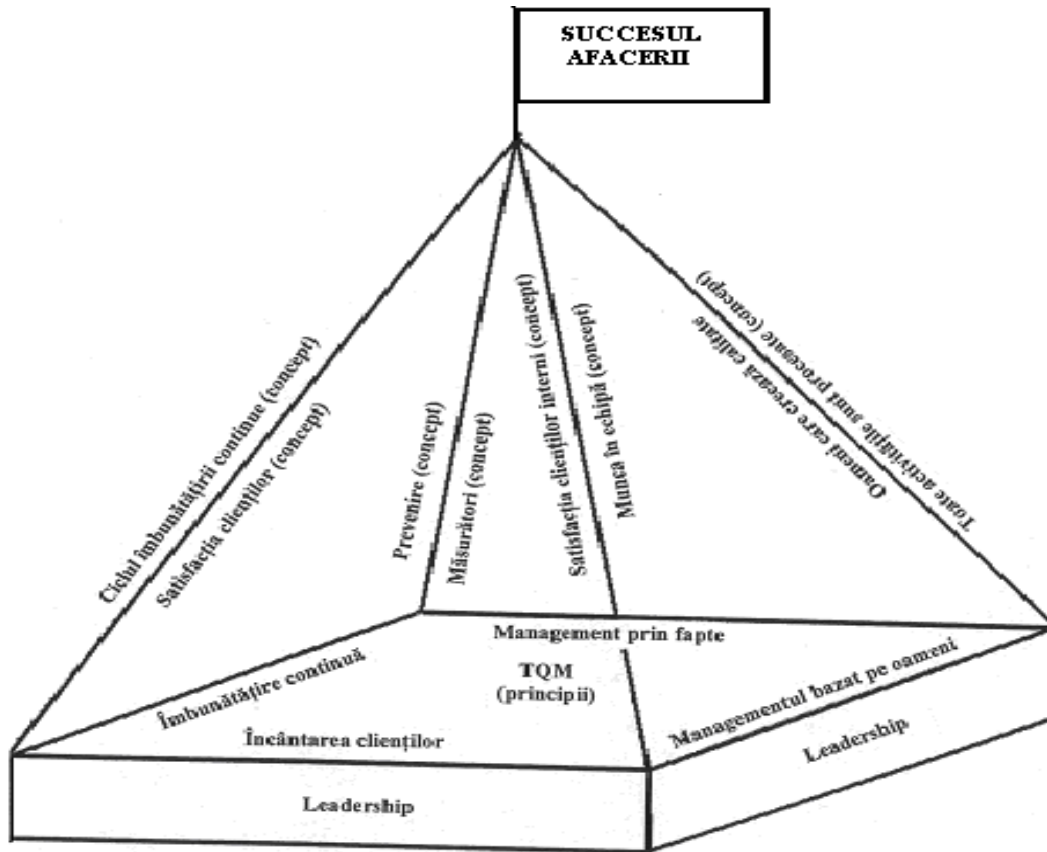 SUCCESUL
AFACERII
Ciclul îmbunătățirii continue (concept)
Satisfacția clienților (concept)
Prevenire (concept)
Măsurători (concept)
Satisfacția clienților interni (concept)
Munca în echipă (concept)
Toate activitățile sunt procesate (concept)
Oameni care creează calitate
Management prin fapte
TQM
(principii)
Îmbunătățire continuă
Managementul bazat pe oameni
Încântarea clienților
Leadership
Leadership